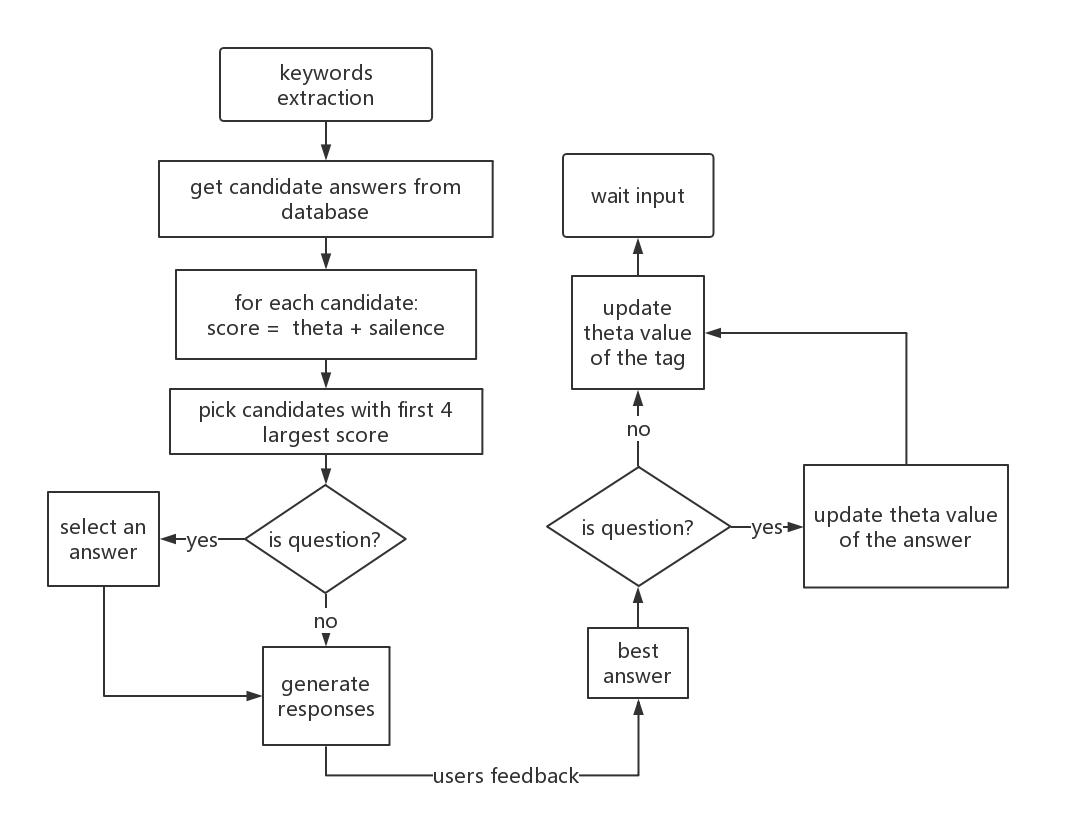 keywords
extraction
get candidate answers from
database
for each candidate:
score = theta + sailence
pick candidates with first 4
largest score
is question?
yes
select an
answer
no
generate
responses
users feedback
best
answer
is question?
yes
update theta value
of the answer
no
update
theta value
of the tag
wait input